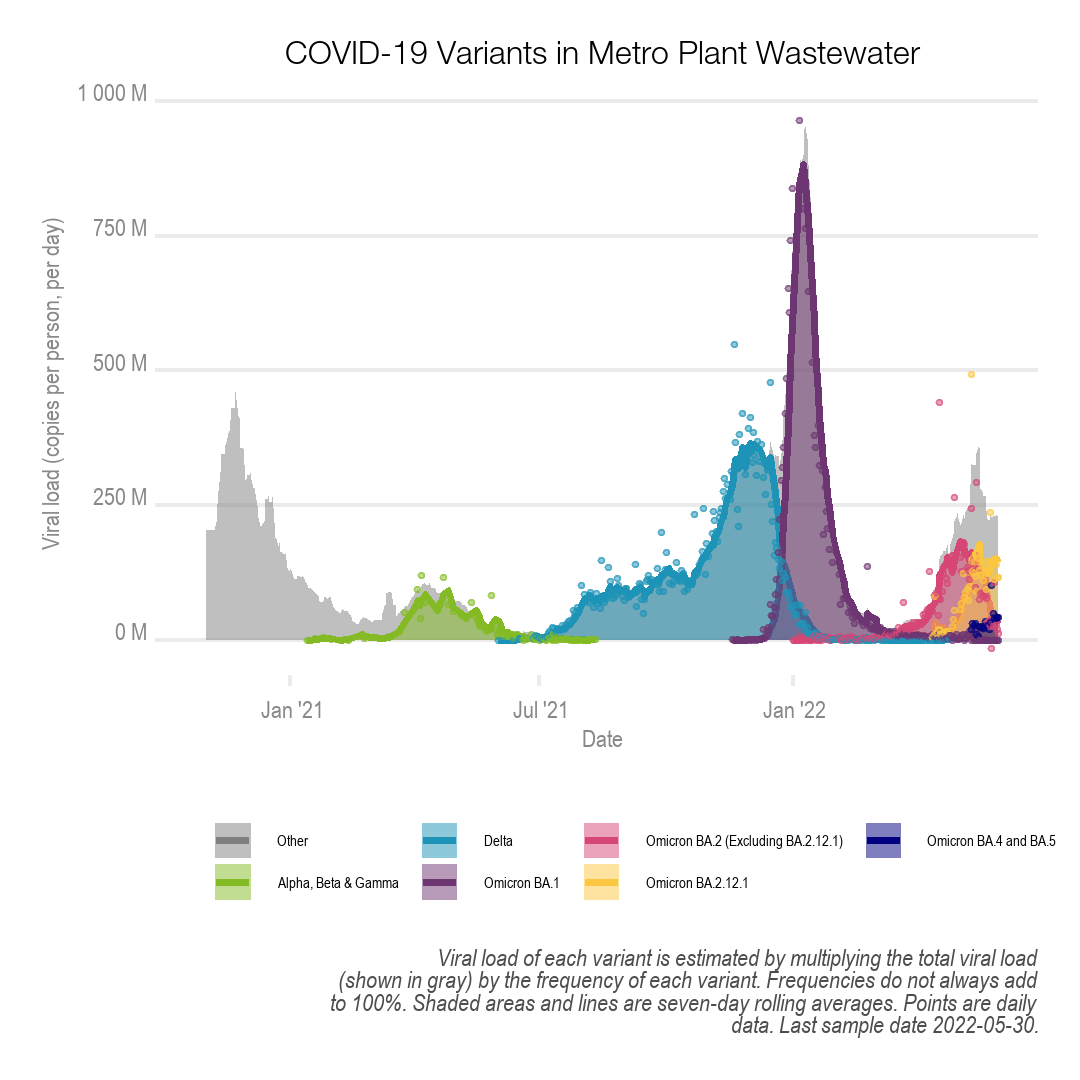 COVID-19 Variants in Metro Plant Wastewater
1 000 M
750 M
500 M
250 M
0 M
Viral load (copies per person, per day)
Jan '21
Jul '21
Jan '22
Date
Other
Delta
Omicron BA.2 (Excluding BA.2.12.1)
Omicron BA.4 and BA.5
Alpha, Beta & Gamma
Omicron BA.1
Omicron BA.2.12.1
Viral load of each variant is estimated by multiplying the total viral load
(shown in gray) by the frequency of each variant. Frequencies do not always add
to 100%. Shaded areas and lines are seven-day rolling averages. Points are daily
data. Last sample date 2022-05-30.